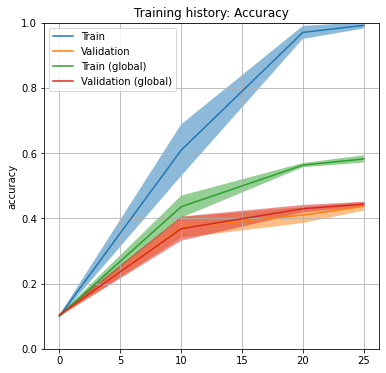 Training history: Accuracy
Train
Validation
Train (global)
Validation (global)
accuracy
1.0
0.8
0.6
0.4
0.2
0.0
0 5 10 15 20 25